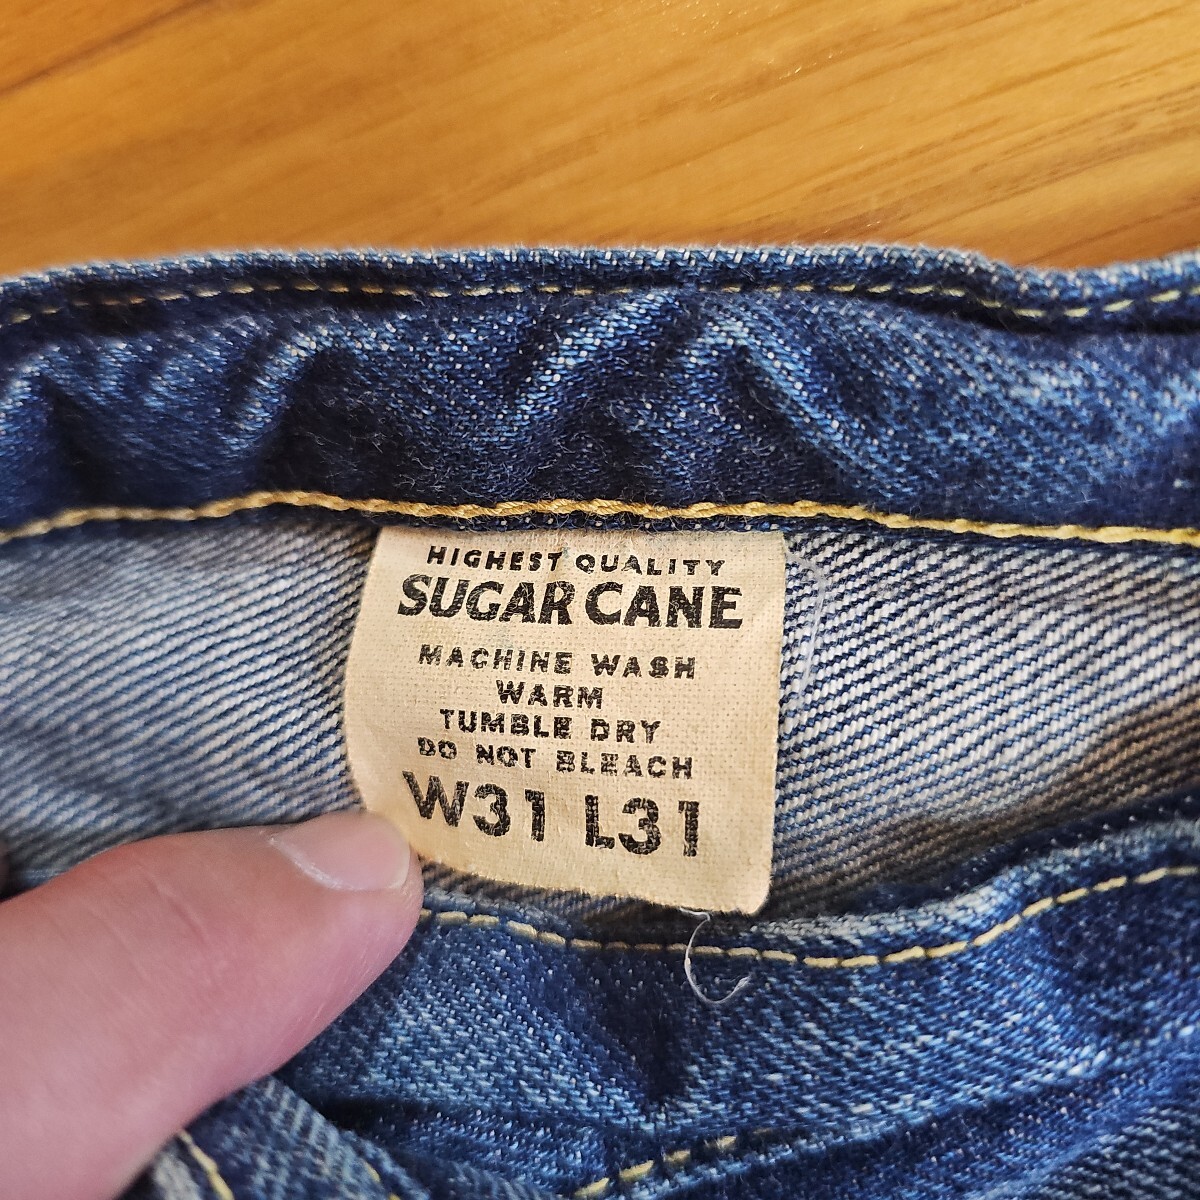 HIGHEST QUALITY
SUGAR CANE
MACHINE WASH
WARM
TUMBLE DRY
DO NOT BLEACH
W31 L31